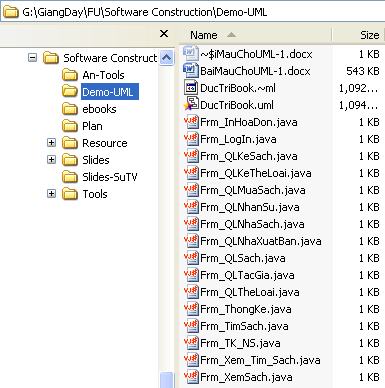 G:\GiangDay\FU\Software Construction\Demo-UML
Name Size
Software Construct
An-Tools
Demo-UML
ebooks
Plan
Resource
Slides
Slides-SuTV
Tools
~$iMauChoUML-1.docx 1 KB
BaiMauChoUML-1.docx 543 KB
DucTriBook.~ml 1,092...
DucTriBook.uml 1,094...
Frm_InHoaDon.java 1 KB
Frm_LogIn.java 1 KB
Frm_QLKeSach.java 1 KB
Frm_QLKeTheLoai.java 1 KB
Frm_QLMuaSach.java 1 KB
Frm_QLNhanSu.java 1 KB
Frm_QLNhaSach.java 1 KB
Frm_QLNhaXuatBan.java 1 KB
Frm_QLSach.java 1 KB
Frm_QLTacGia.java 1 KB
Frm_QLTheLoai.java 1 KB
Frm_ThongKe.java 1 KB
Frm_TimSach.java 1 KB
Frm_TK_NS.java 1 KB
Frm_Xem_Tim_Sach.java 1 KB
Frm_XemSach.java 1 KB